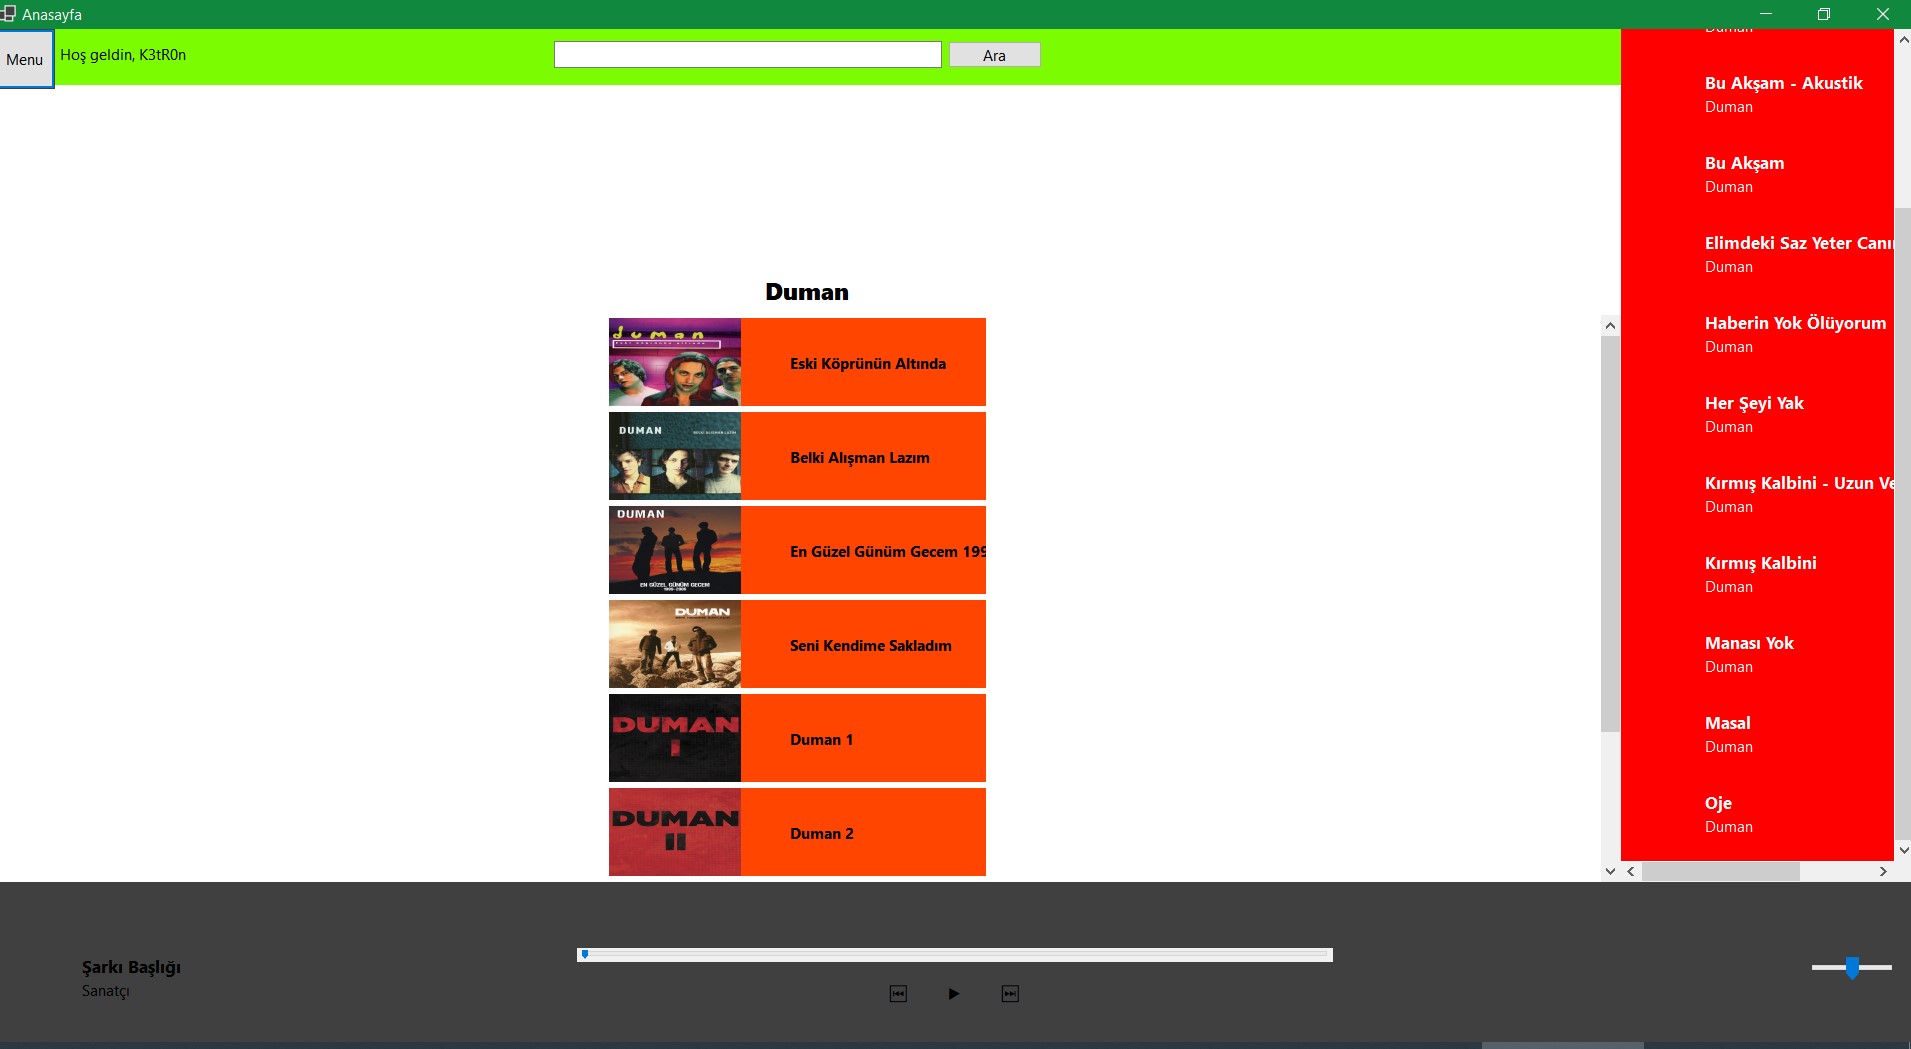 Anasayfa
Menu
Hoş geldin, K3tR0n
Ara
Duman
duman
Eski Köprünün Altında
DUMAN
Belki Alışman Lazım
DUMAN
EN GÜZEL GÜNÜM GECEM
En Güzel Günüm Gecem 199
DUMAN
Seni Kendime Sakladım
DUMAN
I
Duman 1
DUMAN
II
Duman 2
Duman
Bu Akşam - Akustik
Duman
Bu Akşam
Duman
Elimdeki Saz Yeter Canı
Duman
Haberin Yok Ölüyorum
Duman
Her Şeyi Yak
Duman
Kırmış Kalbini - Uzun Ve
Duman
Kırmış Kalbini
Duman
Manası Yok
Duman
Masal
Duman
Oje
Duman
Şarkı Başlığı
Sanatçı